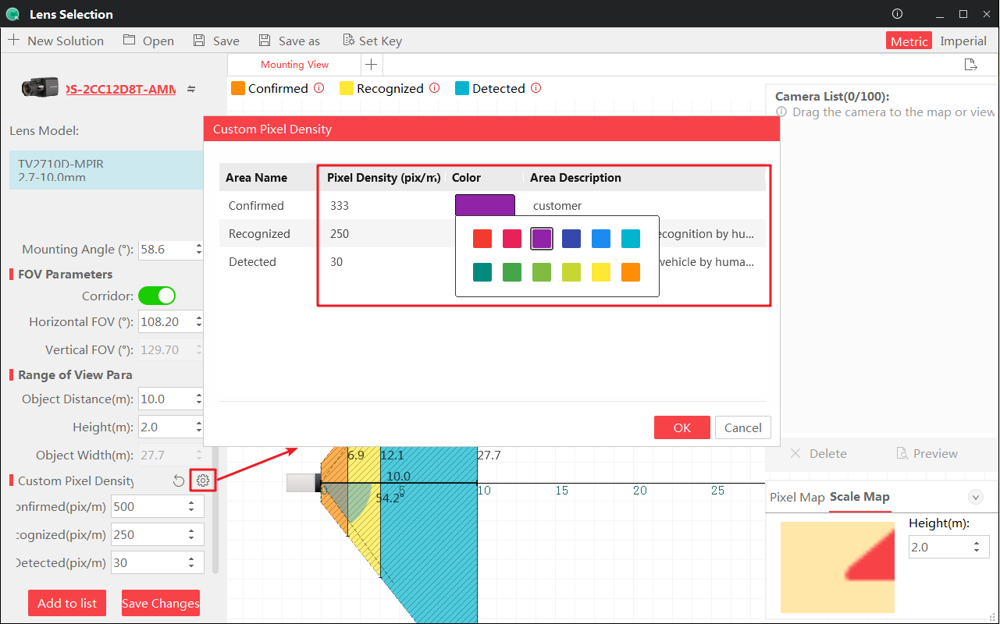 Lens Selection
New Solution Open Save Save as Set Key Metric Imperial
Mounting View
Confirmed Recognized Detected
DS-2CC12D8T-AMM
Lens Model:
TV2710D-MPIR
2.7-10.0mm
Camera List(0/100):
Drag the camera to the map or view
Custom Pixel Density
Area Name Pixel Density (pix/m) Color Area Description
Confirmed 333 customer
Recognized 250 ecognition by hu...
Detected 30 vehicle by huma...
OK Cancel
Mounting Angle (°): 58.6
FOV Parameters
Corridor:
Horizontal FOV (°): 108.20
Vertical FOV (°): 129.70
Range of View Para
Object Distance(m): 10.0
Height(m): 2.0
Object Width(m): 27.7
Custom Pixel Density
onfirmed(pix/m) 500
cognized(pix/m) 250
Detected(pix/m) 30
Add to list Save Changes
6.9 12.1 27.7
10.0
0 5 10 15 20 25
54.2°
Delete Preview
Pixel Map Scale Map
Height(m):
2.0